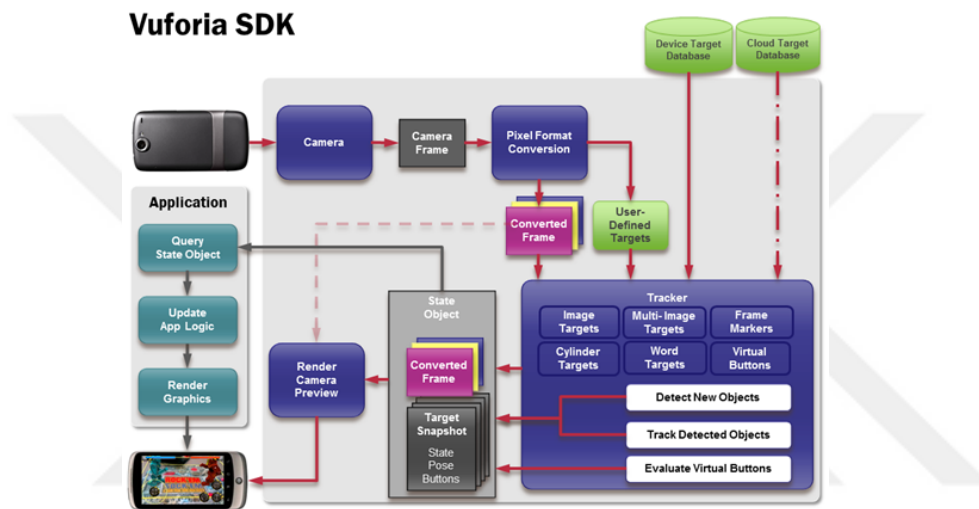 Vuforia SDK
Device Target
Database
Cloud Target
Database
Camera
Camera
Frame
Pixel Format
Conversion
Application
Query
State Object
Update
App Logic
Render
Graphics
Converted
Frame
User-
Defined
Targets
State
Object
Converted
Frame
Target
Snapshot
State
Pose
Buttons
Render
Camera
Preview
Tracker
Image
Targets
Multi-Image
Targets
Frame
Markers
Cylinder
Targets
Word
Targets
Virtual
Buttons
Detect New Objects
Track Detected Objects
Evaluate Virtual Buttons